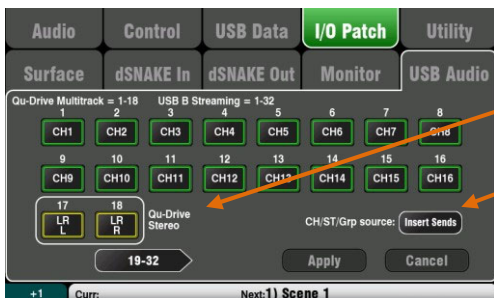 Audio Control USB Data I/O Patch Utility
Surface dSNAKE In dSNAKE Out Monitor USB Audio
Qu-Drive Multitrack = 1-18 USB B Streaming = 1-32
1 2 3 4 5 6 7 8
CH1 CH2 CH3 CH4 CH5 CH6 CH7 CH8
9 10 11 12 13 14 15 16
CH9 CH10 CH11 CH12 CH13 CH14 CH15 CH16
17 18
LR L LR R Qu-Drive Stereo CH/ST/Grp source: Insert Sends
19-32 Apply Cancel
+1 Curr: Next:1) Scene 1